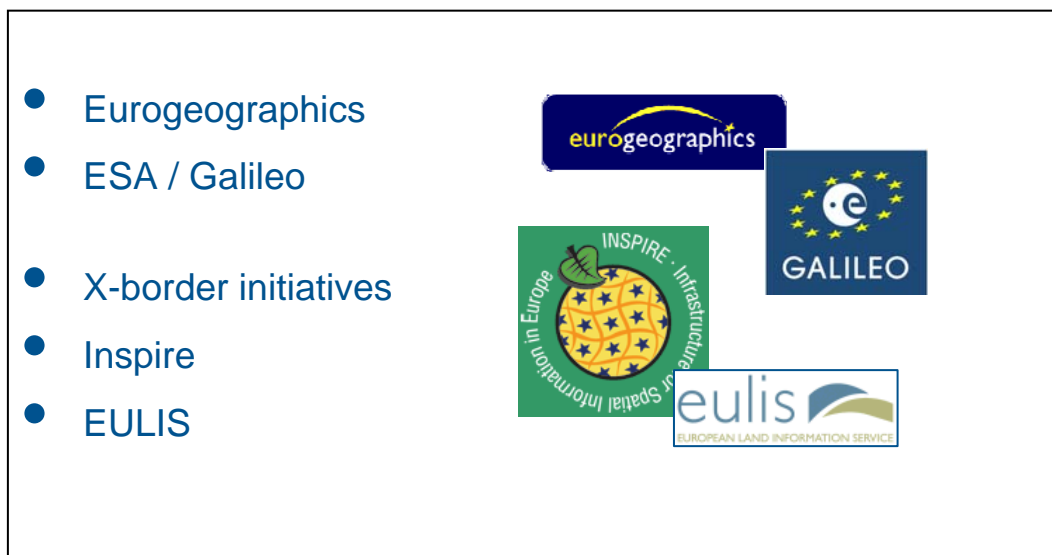 • Eurogeographics
• ESA / Galileo
• X-border initiatives
• Inspire
• EULIS
eurogeographics
e
GALILEO
INSPIRE · Infrastructure for Spatial Information in Europe
eulis
EUROPEAN LAND INFORMATION SERVICE